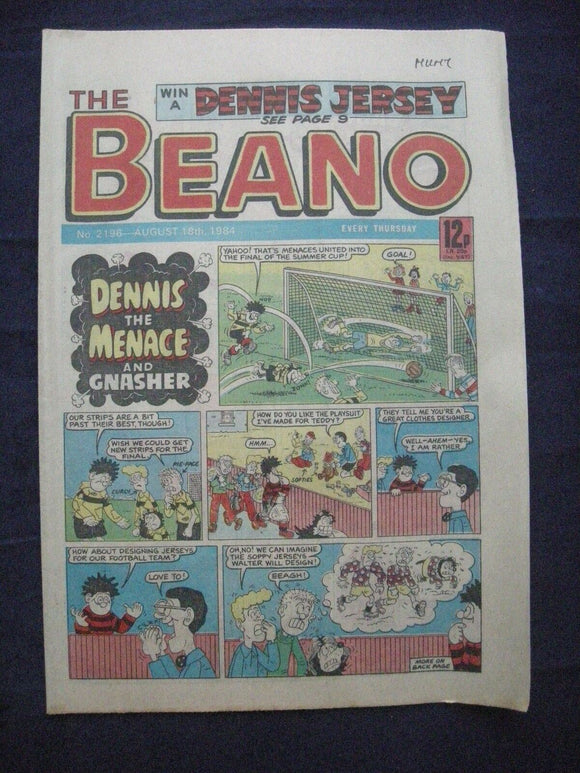 WIN A
DENNIS JERSEY
SEE PAGE 9
THE
BEANO
No. 2196—AUGUST 18th, 1984
EVERY THURSDAY
12p
DENNIS
THE
MENACE
AND
GNASHER
YAHOO! THAT'S MENACES UNITED INTO
THE FINAL OF THE SUMMER CUP!
GOAL!
OUR STRIPS ARE A BIT
PAST THEIR BEST, THOUGH!
WISH WE COULD GET
NEW STRIPS FOR THE
FINAL.
CURLY
PIE-FACE
HOW DO YOU LIKE THE PLAYSUIT
I'VE MADE FOR TEDDY?
HMM...
SOFTIES
THEY TELL ME YOU'RE A
GREAT CLOTHES DESIGNER.
WELL-AHEM-YES,
I AM RATHER.
HOW ABOUT DESIGNING JERSEYS
FOR OUR FOOTBALL TEAM?
LOVE TO!
OH, NO! WE CAN IMAGINE
THE SOPPY JERSEYS
WALTER WILL DESIGN!
EEAGH!
MORE ON
BACK PAGE